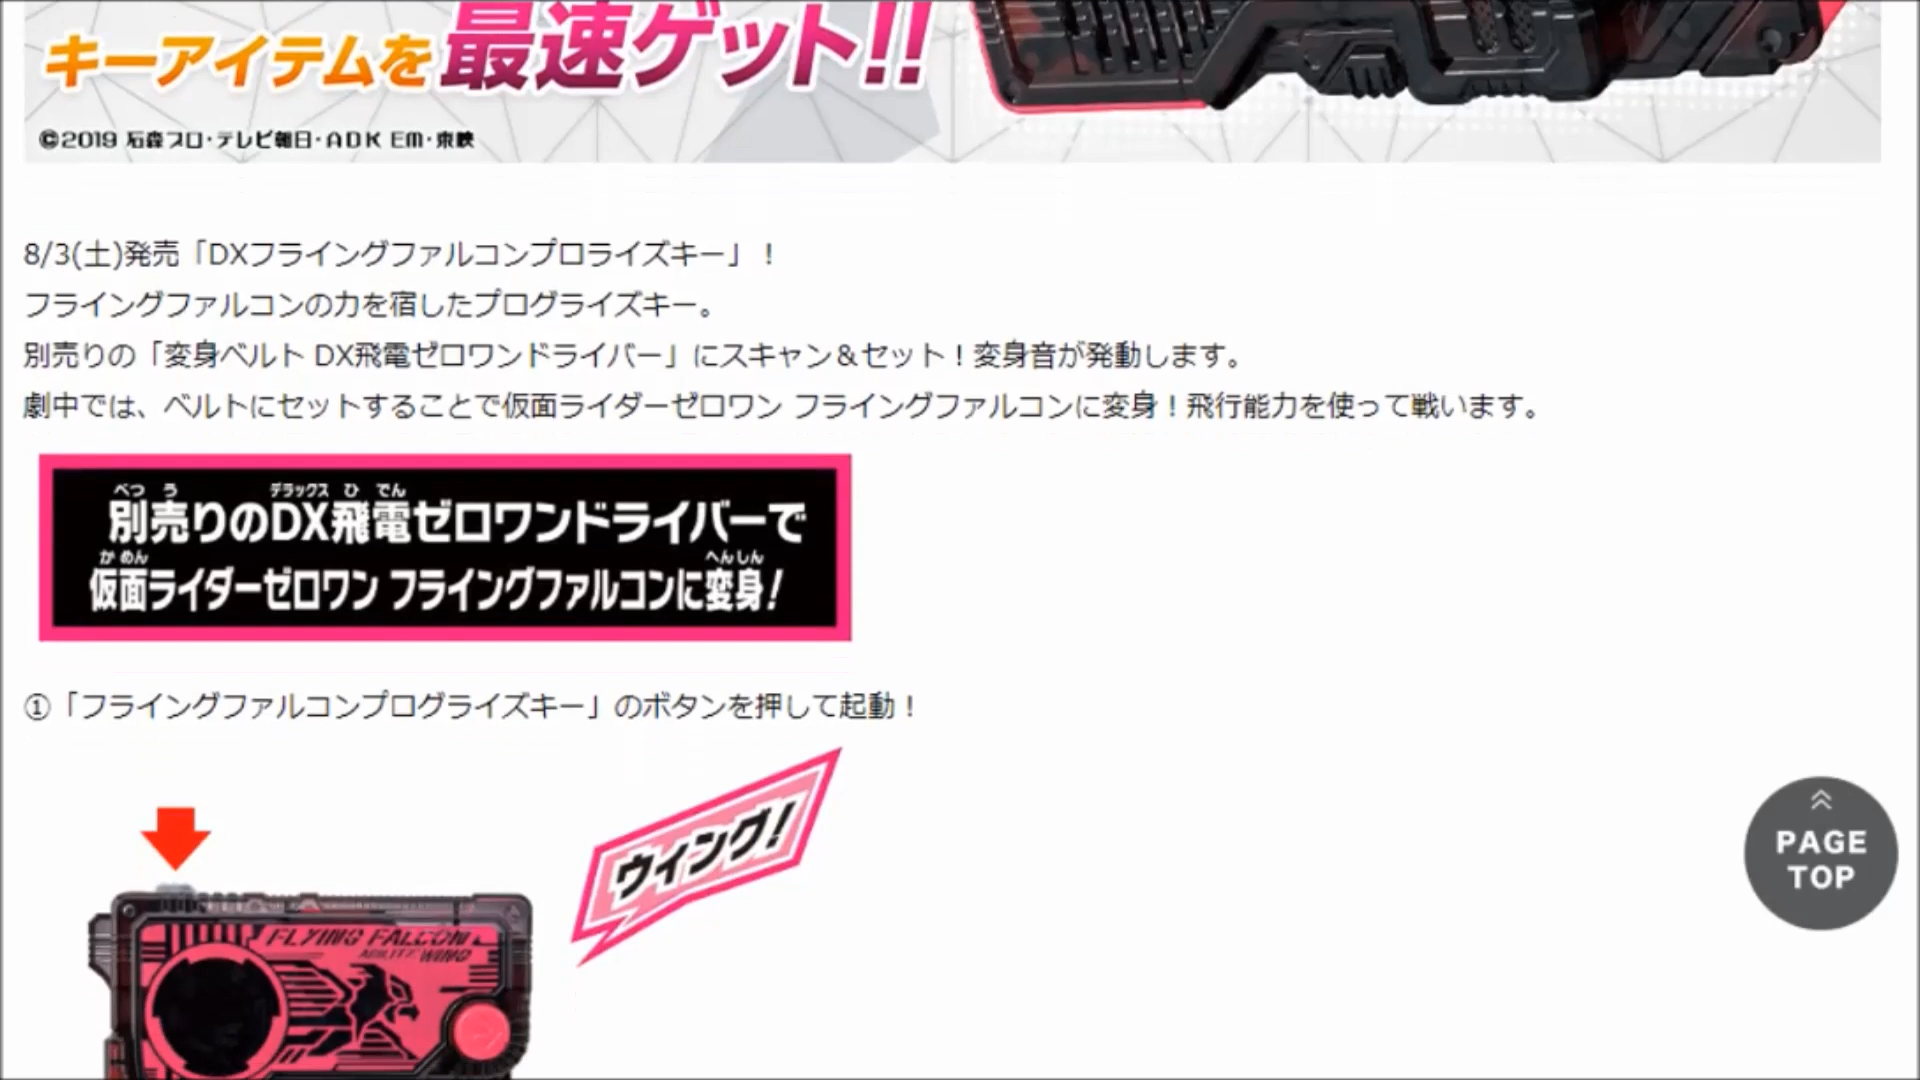 キーアイテムを最速ゲット!!
©2019 石森プロ・テレビ朝日・ADK EM・東映
8/3(土)発売「DXフライングファルコンプロライズキー」！
フライングファルコンの力を宿したプログライズキー。
別売りの「変身ベルト DX飛電ゼロワンドライバー」にスキャン＆セット！変身音が発動します。
劇中では、ベルトにセットすることで仮面ライダーゼロワン フライングファルコンに変身！飛行能力を使って戦います。
べつ う デラックス ひ でん
別売りのDX飛電ゼロワンドライバーで
か めん へんしん
仮面ライダーゼロワン フライングファルコンに変身！
①「フライングファルコンプログライズキー」のボタンを押して起動！
ウィング!
FLYING FALCON
ABILITY WING
PAGE
TOP